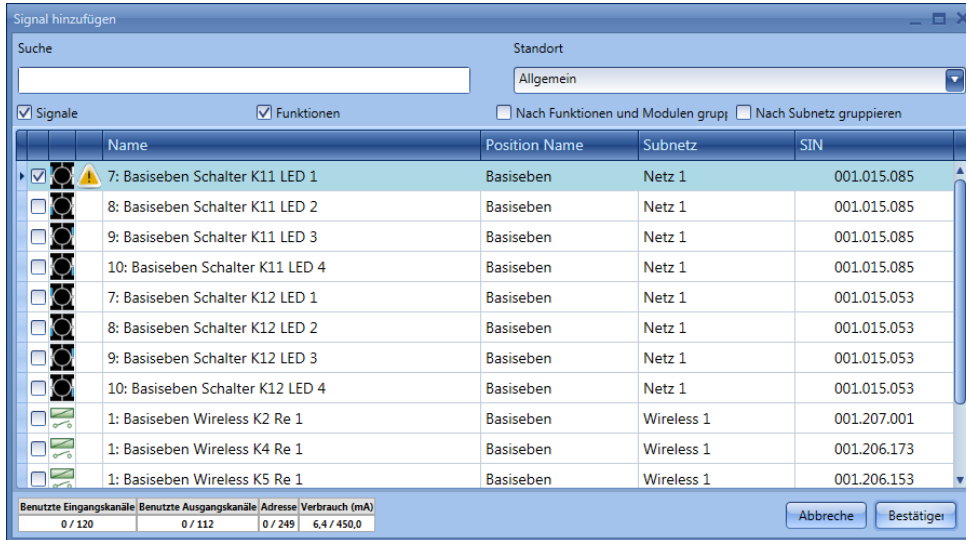 Signal hinzufügen
Suche
Standort
Allgemein
Signale
Funktionen
Nach Funktionen und Modulen grupp
Nach Subnetz gruppieren
Name Position Name Subnetz SIN
7: Basiseben Schalter K11 LED 1 Basiseben Netz 1 001.015.085
8: Basiseben Schalter K11 LED 2 Basiseben Netz 1 001.015.085
9: Basiseben Schalter K11 LED 3 Basiseben Netz 1 001.015.085
10: Basiseben Schalter K11 LED 4 Basiseben Netz 1 001.015.085
7: Basiseben Schalter K12 LED 1 Basiseben Netz 1 001.015.053
8: Basiseben Schalter K12 LED 2 Basiseben Netz 1 001.015.053
9: Basiseben Schalter K12 LED 3 Basiseben Netz 1 001.015.053
10: Basiseben Schalter K12 LED 4 Basiseben Netz 1 001.015.053
1: Basiseben Wireless K2 Re 1 Basiseben Wireless 1 001.207.001
1: Basiseben Wireless K4 Re 1 Basiseben Wireless 1 001.206.173
1: Basiseben Wireless K5 Re 1 Basiseben Wireless 1 001.206.153
Benutzte Eingangskanäle Benutzte Ausgangskanäle Adresse Verbrauch (mA)
0 / 120 0 / 112 0 / 249 6,4 / 450,0
Abbreche
Bestätiger